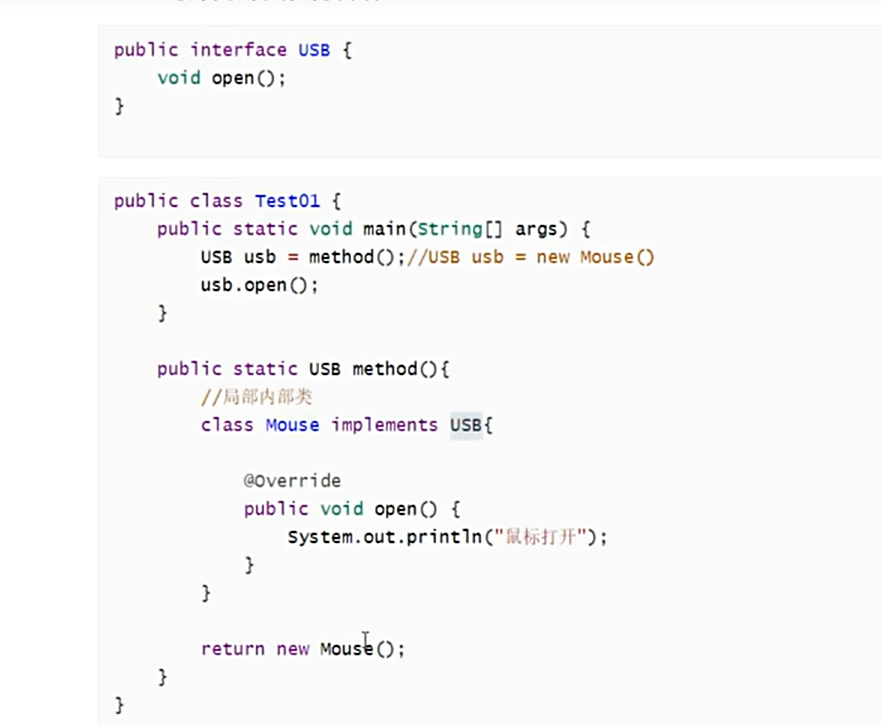 public interface USB {
    void open();
}
public class Test01 {
    public static void main(String[] args) {
        USB usb = method();//USB usb = new Mouse()
        usb.open();
    }
    public static USB method(){
        //局部内部类
        class Mouse implements USB{
            @Override
            public void open() {
                System.out.println("鼠标打开");
            }
        }
        return new Mouse();
    }
}